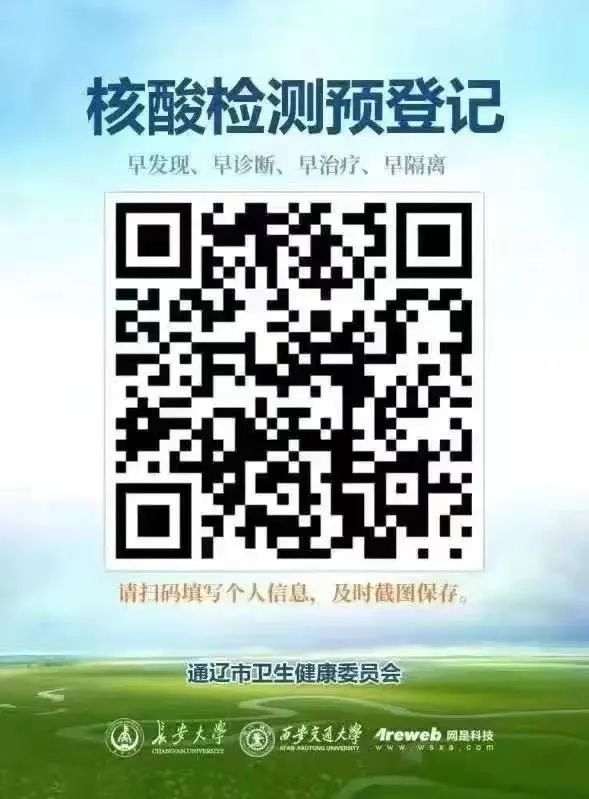 核酸检测预登记
早发现、早诊断、早治疗、早隔离
请扫码填写个人信息，及时截图保存。
通辽市卫生健康委员会
长安大学
CHANG'AN UNIVERSITY
西安交通大学
XI'AN JIAOTONG UNIVERSITY
Areweb 网是科技
www.wsxa.com